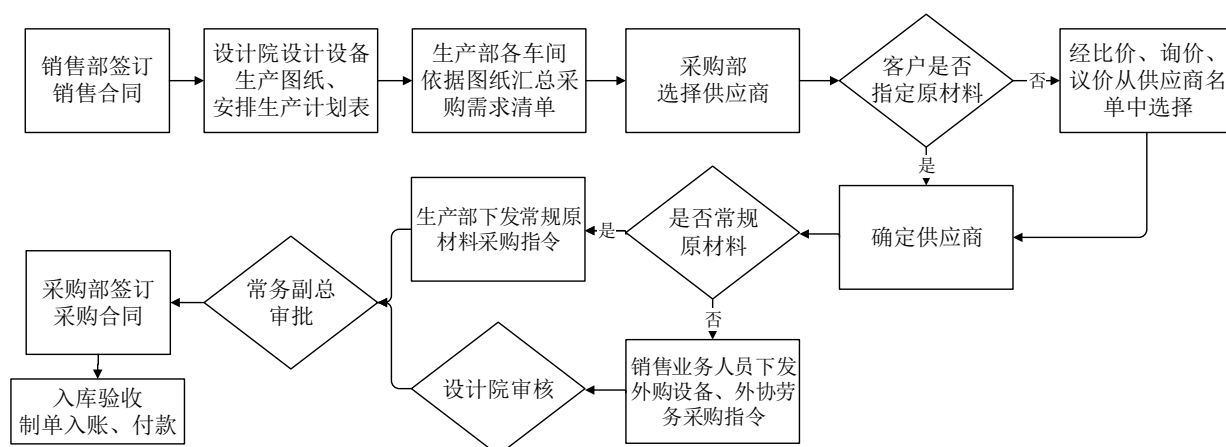 销售部签订
销售合同
设计院设计设备
生产图纸、
安排生产计划表
生产部各车间
依据图纸汇总采
购需求清单
采购部
选择供应商
客户是否
指定原材料
否
经比价、询价、
议价从供应商名
单中选择
是
确定供应商
是否常规
原材料
是
生产部下发常规原
材料采购指令
否
销售业务人员下发
外购设备、外协劳
务采购指令
设计院审核
常务副总
审批
采购部签订
采购合同
入库验收
制单入账、付款